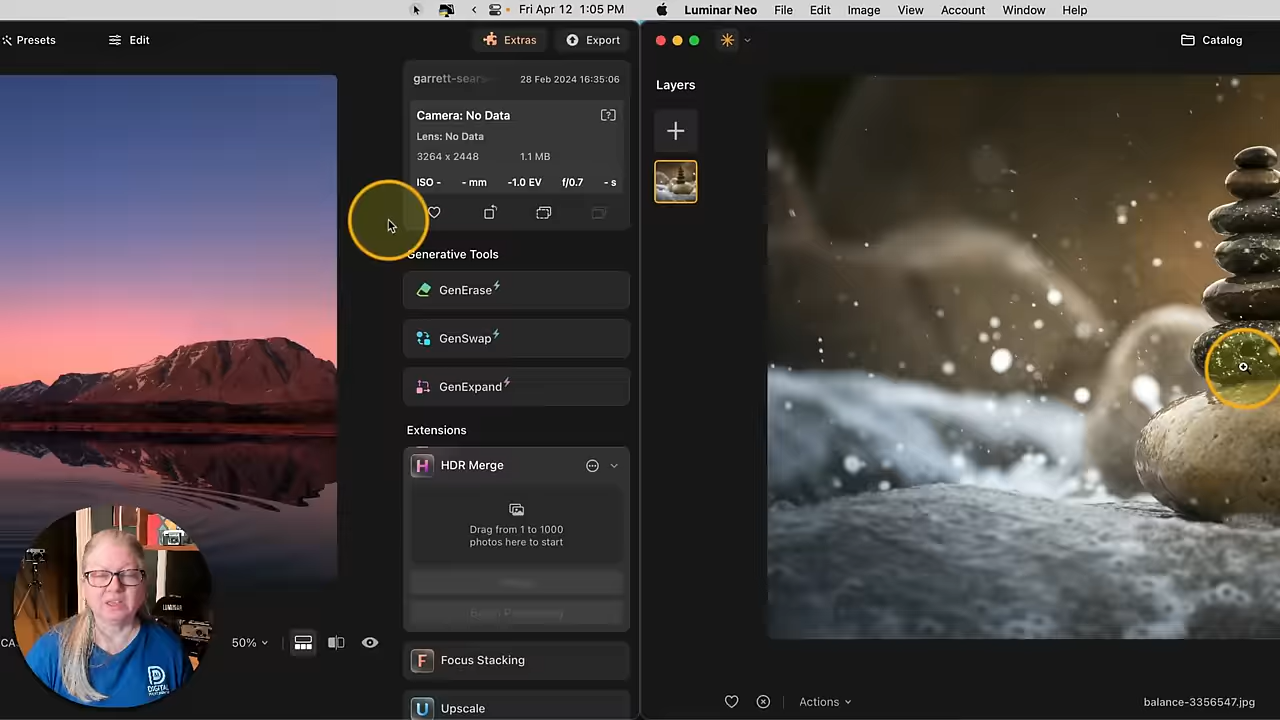 Fri Apr 12 1:05 PM
Luminar Neo File Edit Image View Account Window Help
Presets Edit Extras Export
Catalog
28 Feb 2024 16:35:06
Layers
Camera: No Data
Lens: No Data
3264 x 2448 1.1 MB
ISO - - mm -1.0 EV f/0.7 - s
Generative Tools
GenErase
GenSwap
GenExpand
Extensions
H HDR Merge
Drag from 1 to 1000
photos here to start
F Focus Stacking
U Upscale
50%
Actions
balance-3356547.jpg
LUMINAR
D
DIGITAL